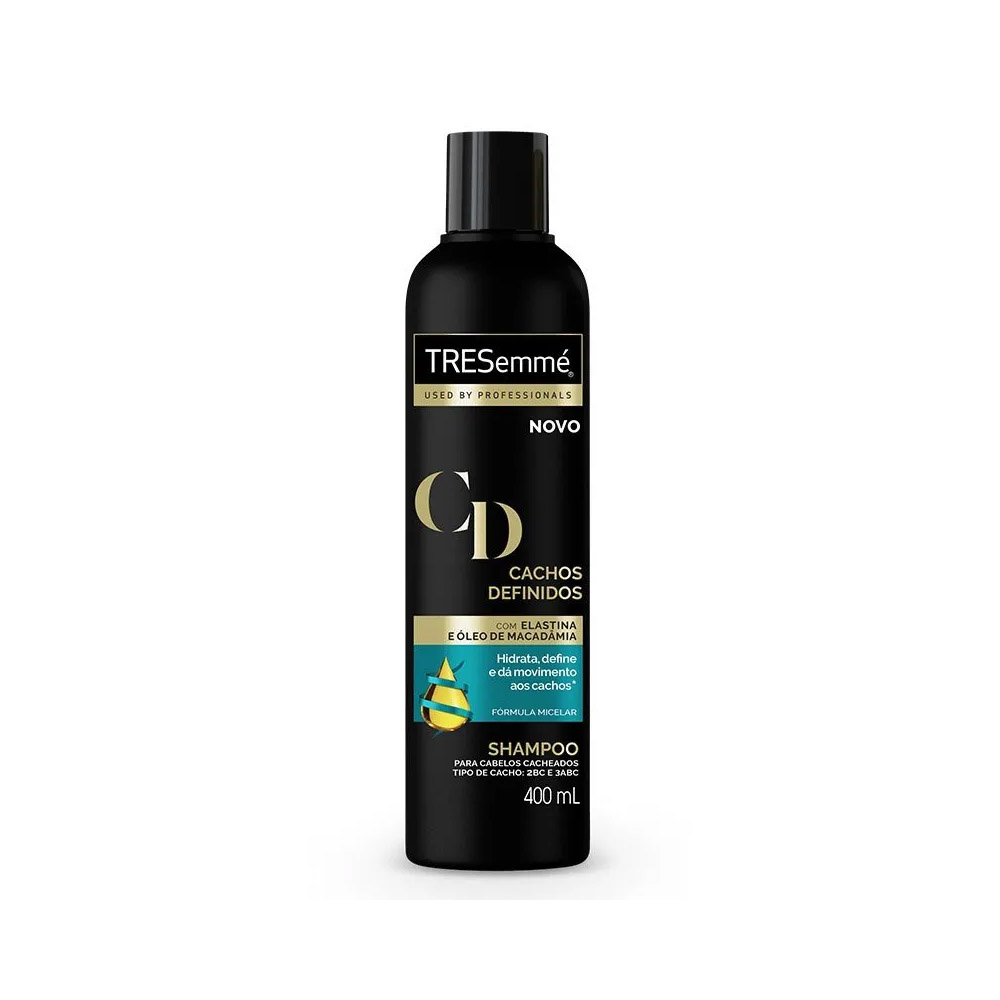 TRESemmé®
USED BY PROFESSIONALS
NOVO
CD
CACHOS
DEFINIDOS
COM ELASTINA
E ÓLEO DE MACADÂMIA
Hidrata, define
e dá movimento
aos cachos*
FÓRMULA MICELAR
SHAMPOO
PARA CABELOS CACHEADOS
TIPO DE CACHO: 2BC E 3ABC
400 mL